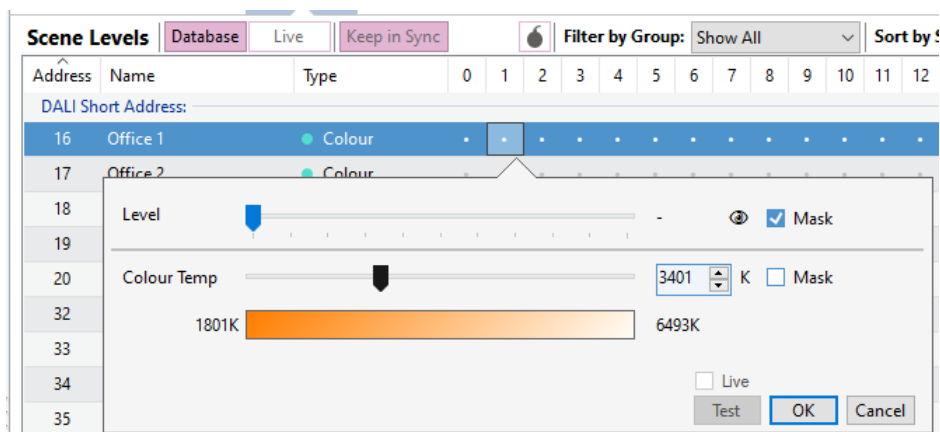 Scene Levels Database Live Keep in Sync Filter by Group: Show All Sort by S
Address Name Type 0 1 2 3 4 5 6 7 8 9 10 11 12
DALI Short Address:
16 Office 1 Colour
17 Office 2 Colour
18
19
20
32
33
34
35
Level - Mask
Colour Temp 3401 K Mask
1801K 6493K
Live
Test OK Cancel